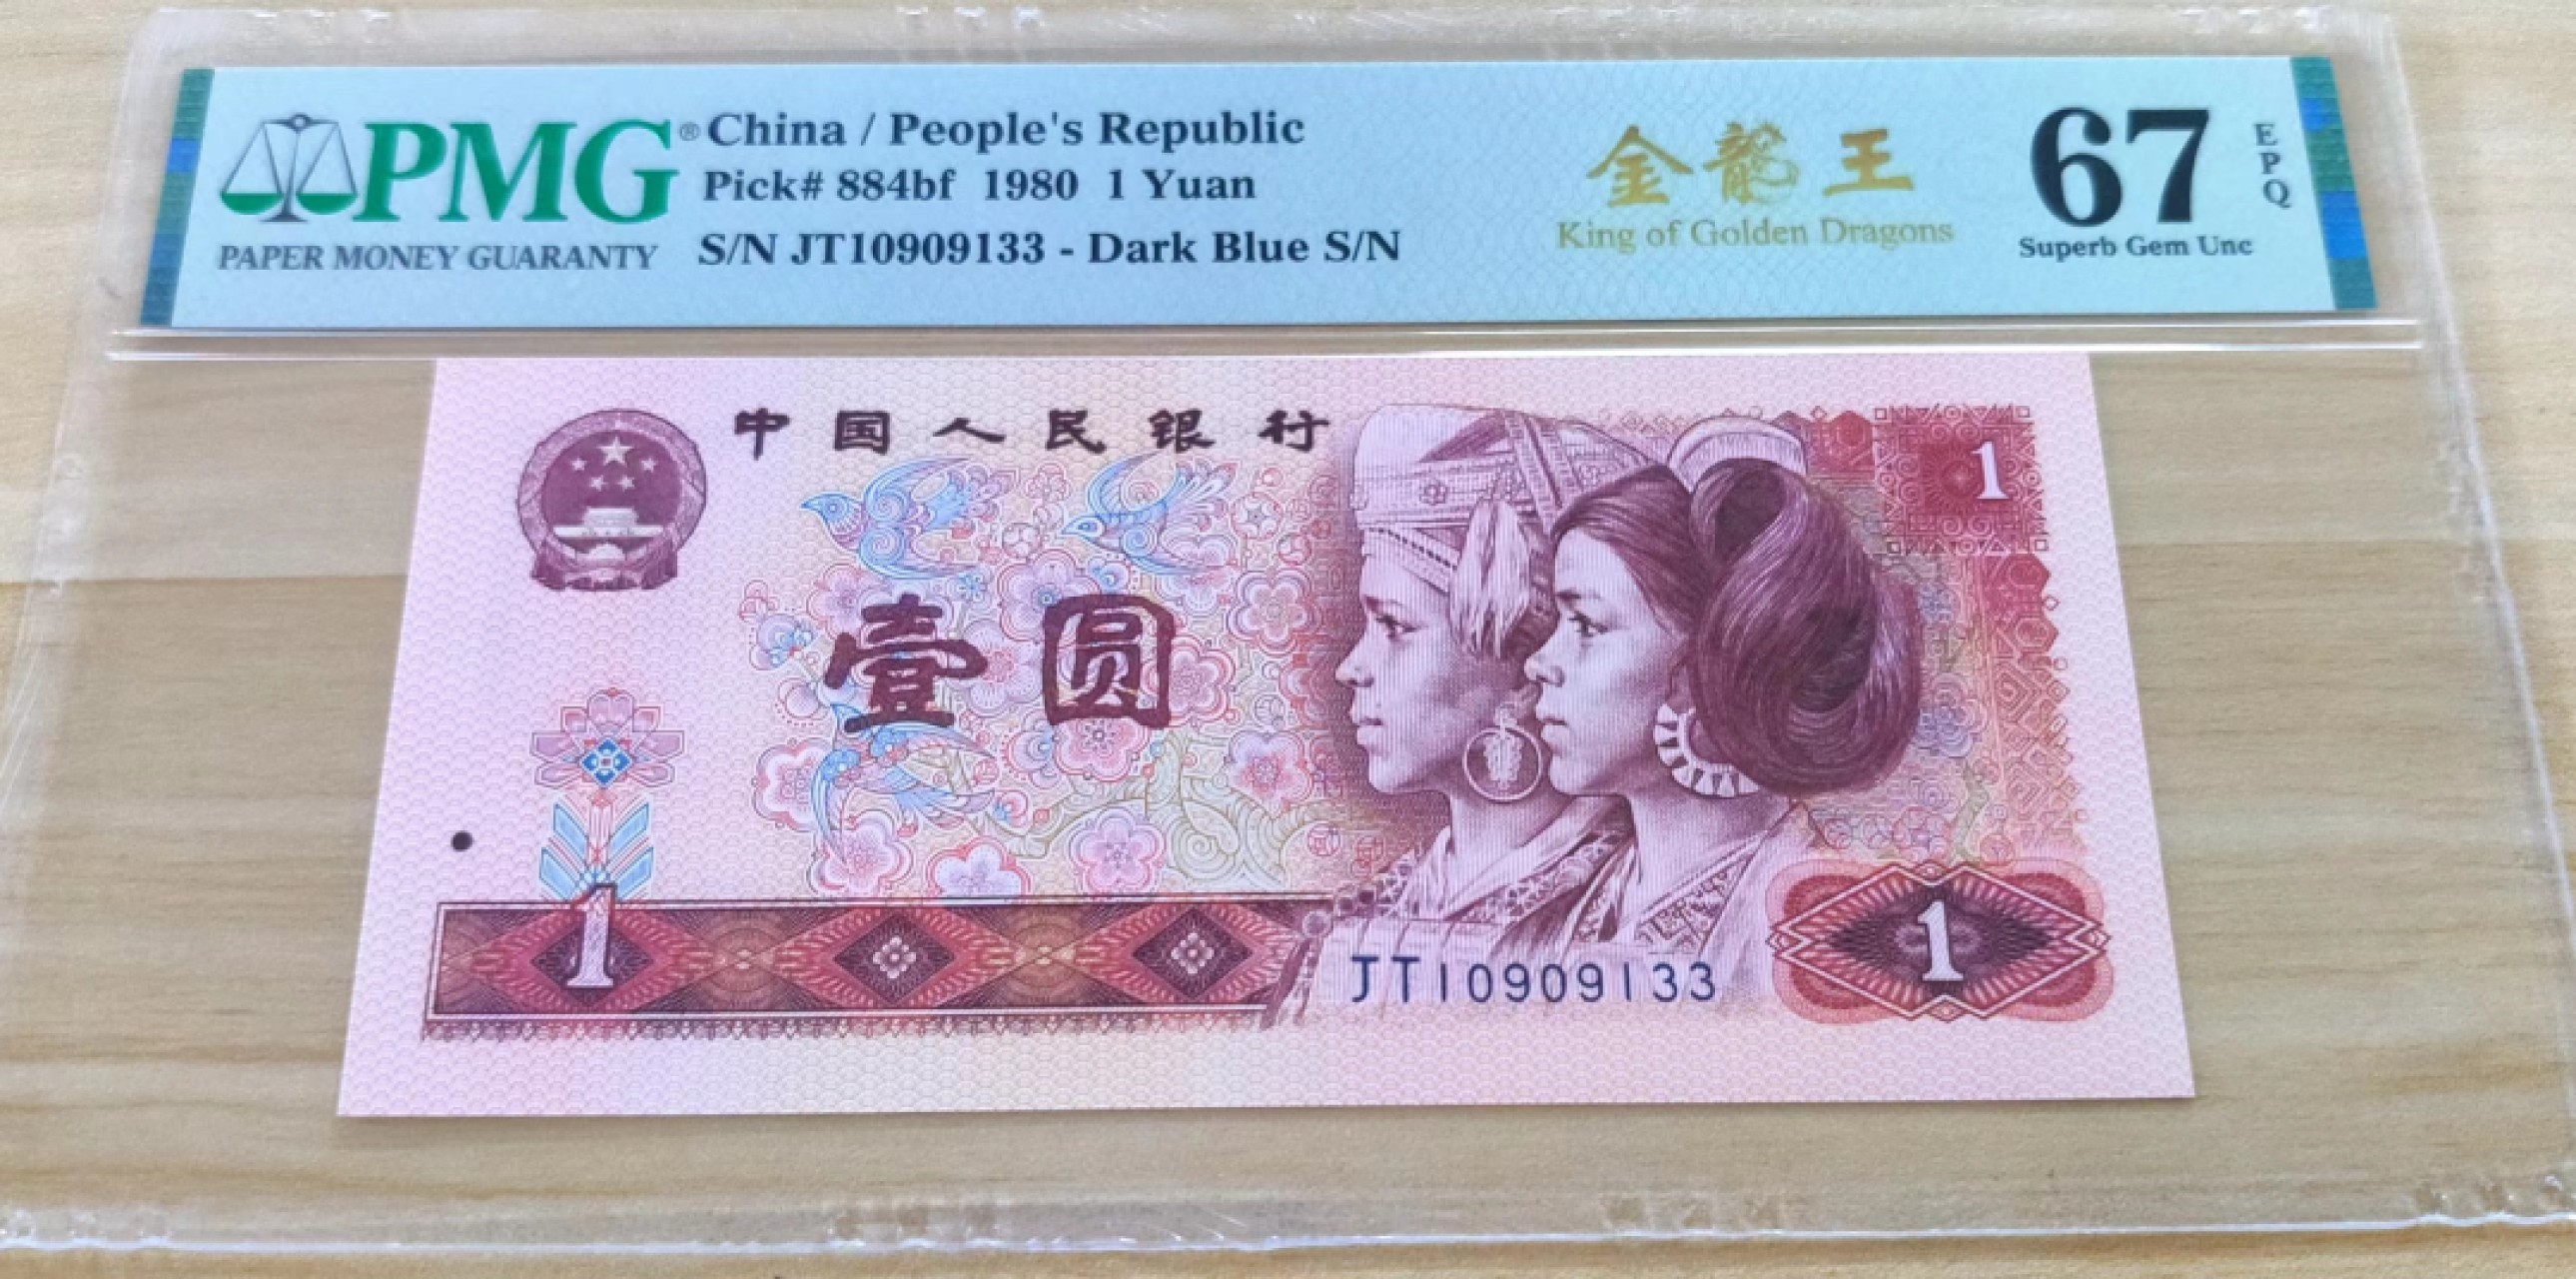 PMG® China / People's Republic
Pick# 884bf 1980 1 Yuan
PAPER MONEY GUARANTY
S/N JT10909133 - Dark Blue S/N
金龍王
King of Golden Dragons
67
EPQ
Superb Gem Unc
中国人民银行
1
壹圆
1
JT10909133
1